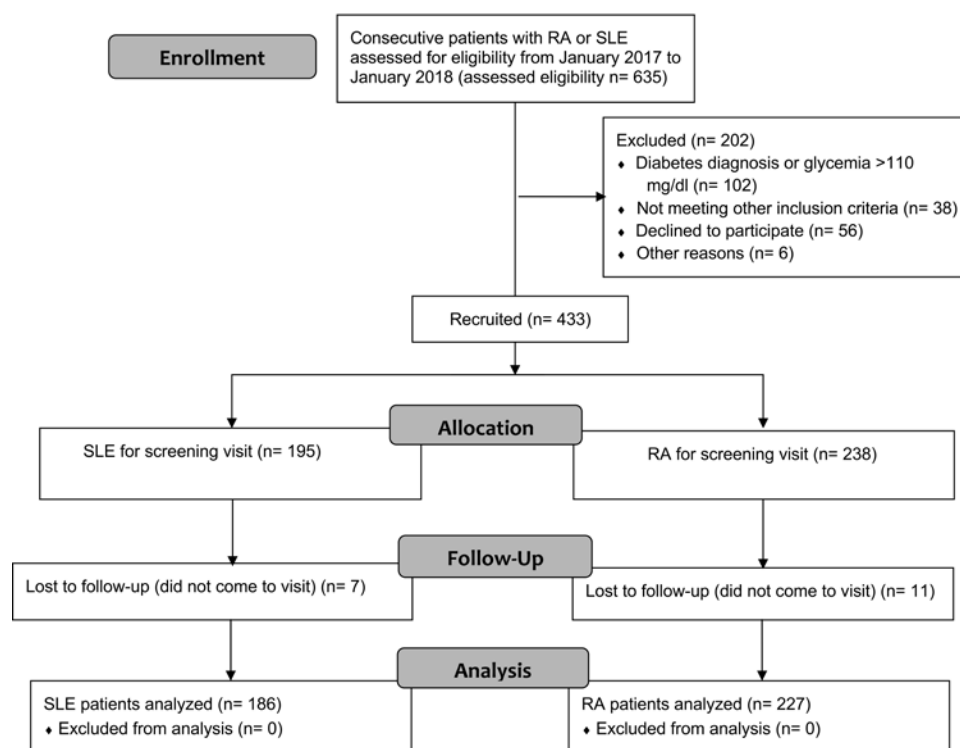 Enrollment
Consecutive patients with RA or SLE
assessed for eligibility from January 2017 to
January 2018 (assessed eligibility n= 635)
Excluded (n= 202)
♦ Diabetes diagnosis or glycemia >110
mg/dl (n= 102)
♦ Not meeting other inclusion criteria (n= 38)
♦ Declined to participate (n= 56)
♦ Other reasons (n= 6)
Recruited (n= 433)
Allocation
SLE for screening visit (n= 195)
RA for screening visit (n= 238)
Follow-Up
Lost to follow-up (did not come to visit) (n= 7)
Lost to follow-up (did not come to visit) (n= 11)
Analysis
SLE patients analyzed (n= 186)
♦ Excluded from analysis (n= 0)
RA patients analyzed (n= 227)
♦ Excluded from analysis (n= 0)